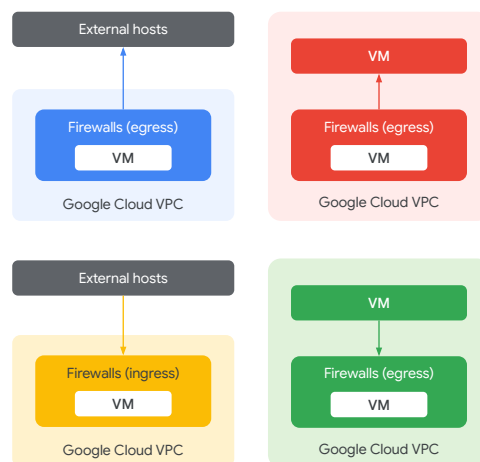 External hosts
Firewalls (egress)
VM
Google Cloud VPC
VM
Firewalls (egress)
VM
Google Cloud VPC
External hosts
Firewalls (ingress)
VM
Google Cloud VPC
VM
Firewalls (egress)
VM
Google Cloud VPC